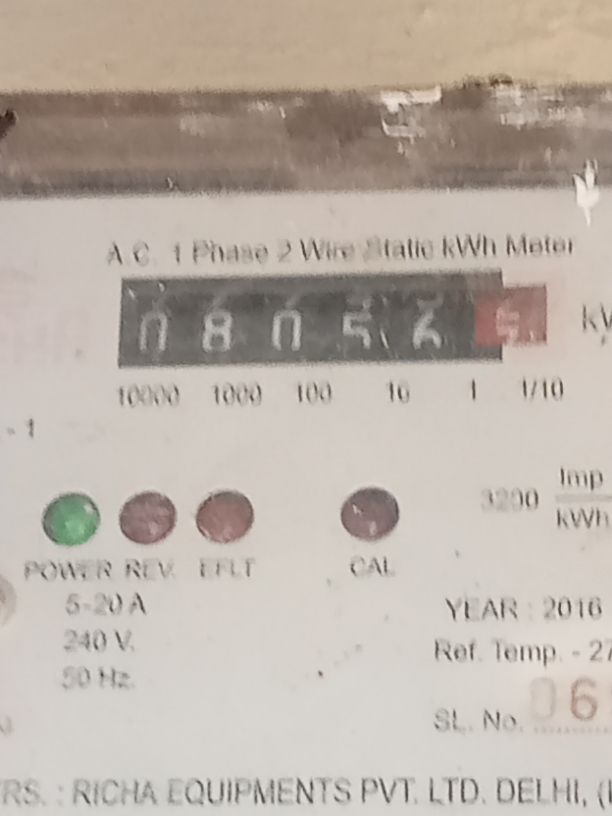 A.C. 1 Phase 2 Wire Static kWh Meter
0 8 0 5 6 5
10000 1000 100 10 1 1/10
- 1
3200 Imp
kWh
POWER REV. EFLT CAL
5-20 A
240 V.
50 Hz.
YEAR : 2016
Ref. Temp. - 27
SL. No. 06
RS. : RICHA EQUIPMENTS PVT. LTD. DELHI, (I